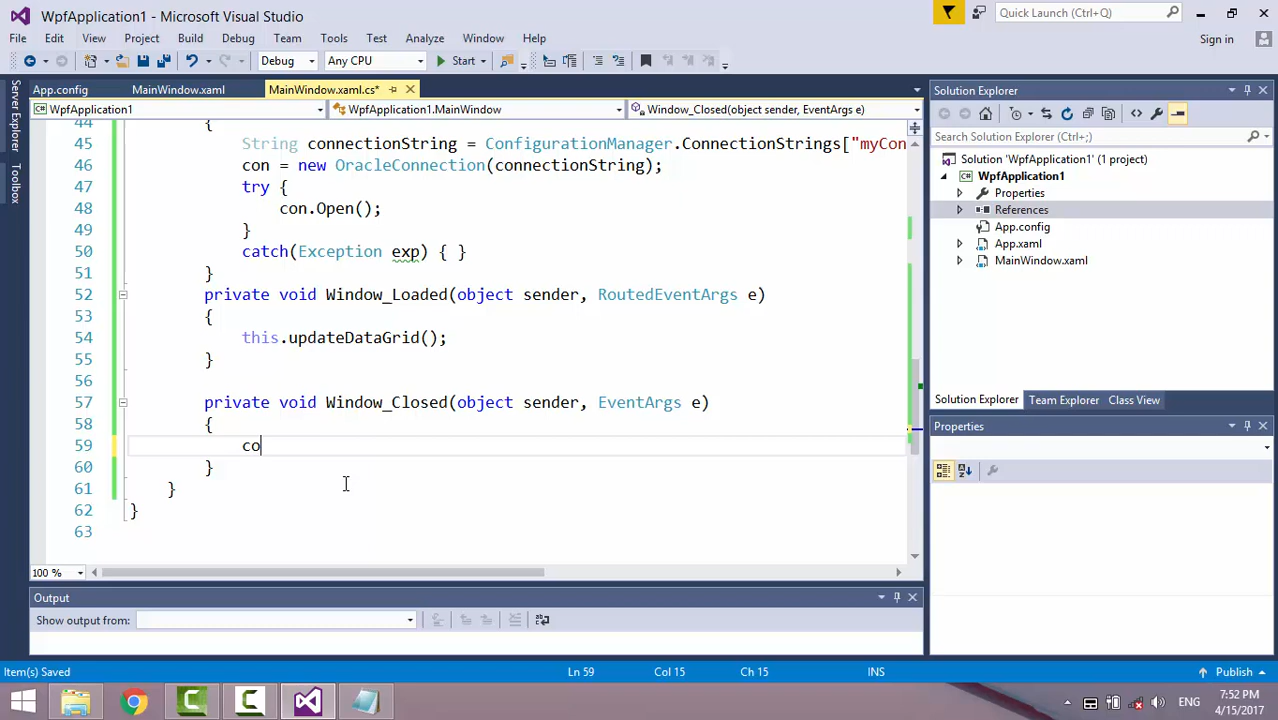 WpfApplication1 - Microsoft Visual Studio
Quick Launch (Ctrl+Q)
File Edit View Project Build Debug Team Tools Test Analyze Window Help
Sign in
Debug Any CPU Start
App.config MainWindow.xaml MainWindow.xaml.cs*
WpfApplication1 WpfApplication1.MainWindow Window_Closed(object sender, EventArgs e)
Server Explorer
Toolbox
44 {
45 String connectionString = ConfigurationManager.ConnectionStrings["myCon
46 con = new OracleConnection(connectionString);
47 try {
48 con.Open();
49 }
50 catch(Exception exp) { }
51 }
52 private void Window_Loaded(object sender, RoutedEventArgs e)
53 {
54 this.updateDataGrid();
55 }
56
57 private void Window_Closed(object sender, EventArgs e)
58 {
59 co
60 }
61 }
62 }
63
100 %
Output
Show output from:
Solution Explorer
Search Solution Explorer (Ctrl+;)
Solution 'WpfApplication1' (1 project)
C# WpfApplication1
Properties
References
App.config
App.xaml
MainWindow.xaml
Solution Explorer Team Explorer Class View
Properties
Item(s) Saved Ln 59 Col 15 Ch 15 INS Publish
ENG
7:52 PM
4/15/2017